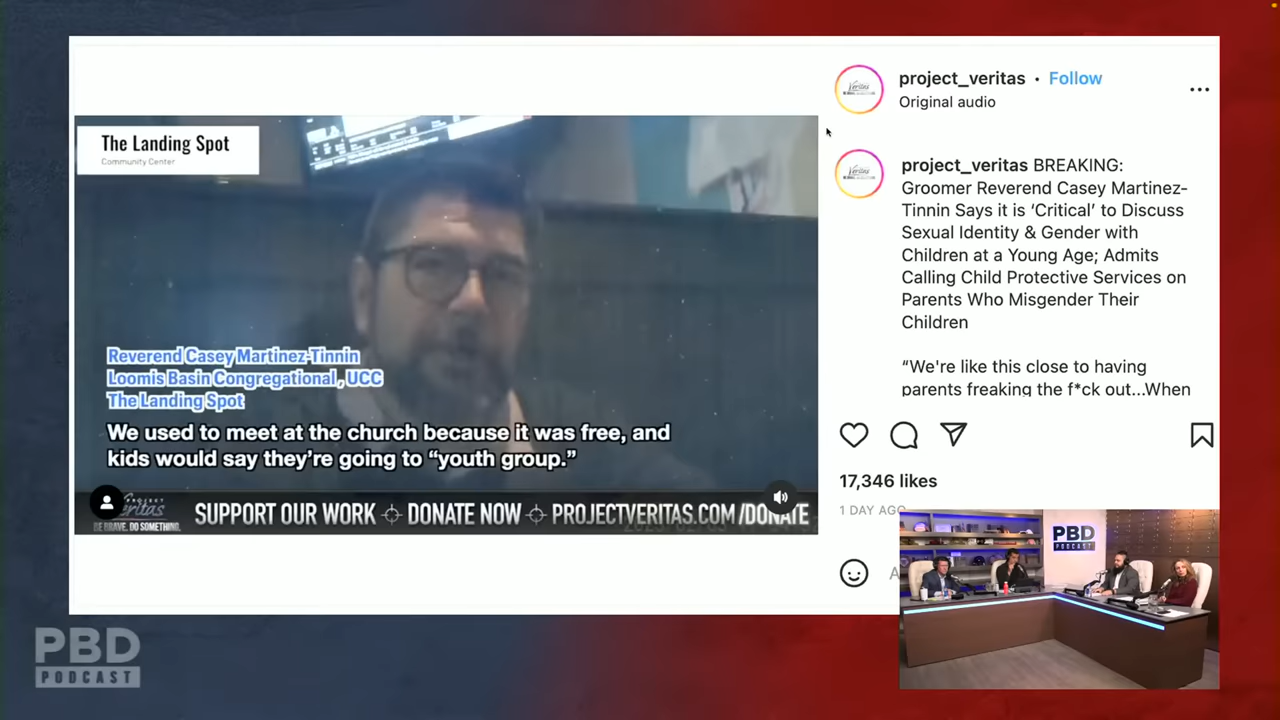 The Landing Spot
Community Center
Reverend Casey Martinez-Tinnin
Loomis Basin Congregational, UCC
The Landing Spot
We used to meet at the church because it was free, and
kids would say they're going to “youth group.”
BE BRAVE. DO SOMETHING.
SUPPORT OUR WORK DONATE NOW PROJECTVERITAS.COM/DONATE
project_veritas • Follow
Original audio
project_veritas BREAKING:
Groomer Reverend Casey Martinez-
Tinnin Says it is ‘Critical’ to Discuss
Sexual Identity & Gender with
Children at a Young Age; Admits
Calling Child Protective Services on
Parents Who Misgender Their
Children
“We're like this close to having
parents freaking the f*ck out...When
17,346 likes
1 DAY AGO
PBD
PODCAST
PBD
PODCAST